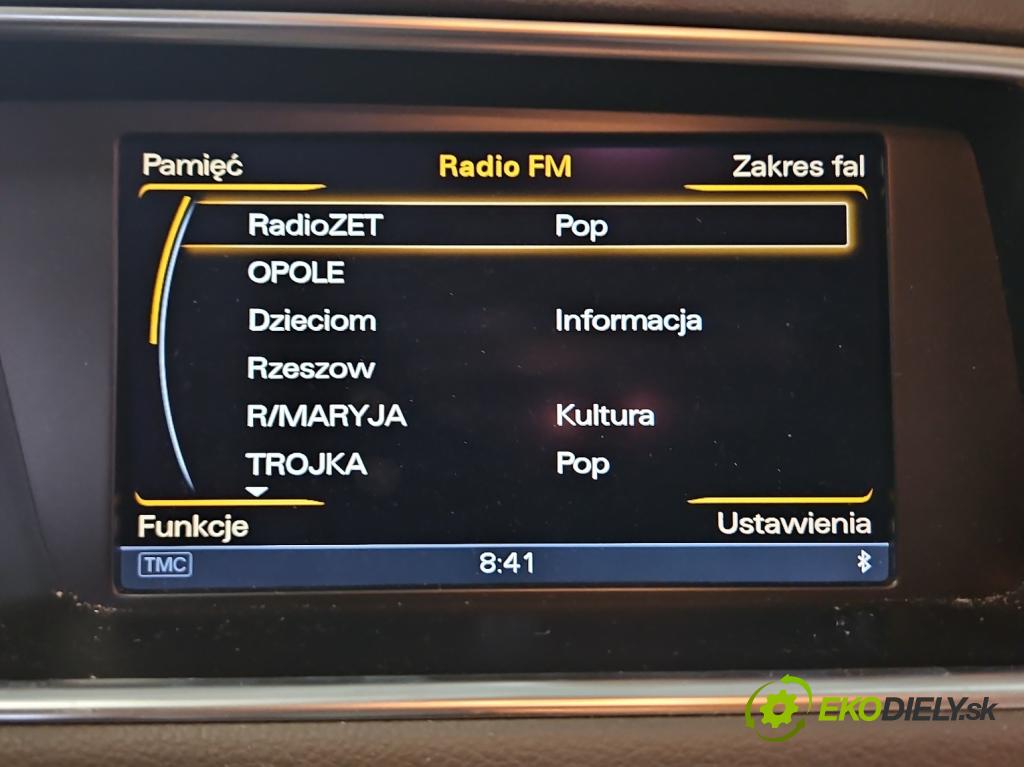 Pamięć Radio FM Zakres fal
RadioZET Pop
OPOLE
Dzieciom Informacja
Rzeszow
R/MARYJA Kultura
TROJKA Pop
Funkcje Ustawienia
TMC 8:41
EKODIELY.sk